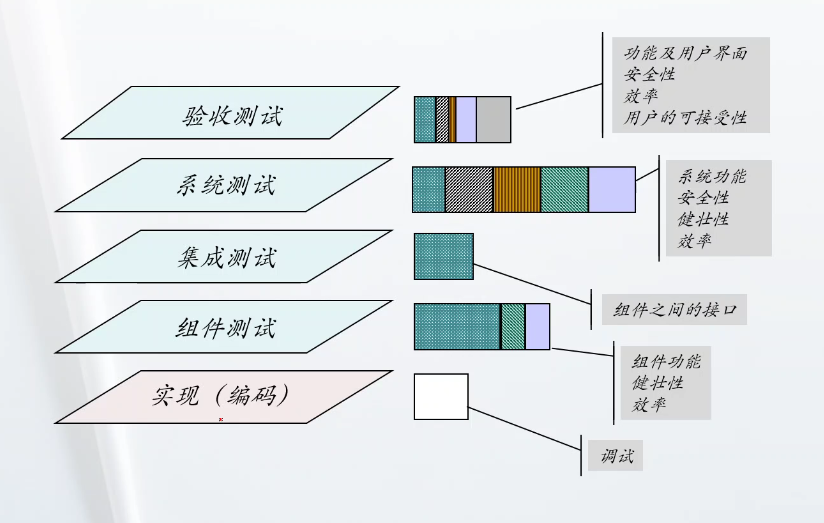 功能及用户界面
安全性
效率
用户的可接受性
验收测试
系统测试
系统功能
安全性
健壮性
效率
集成测试
组件之间的接口
组件测试
组件功能
健壮性
效率
实现（编码）
调试